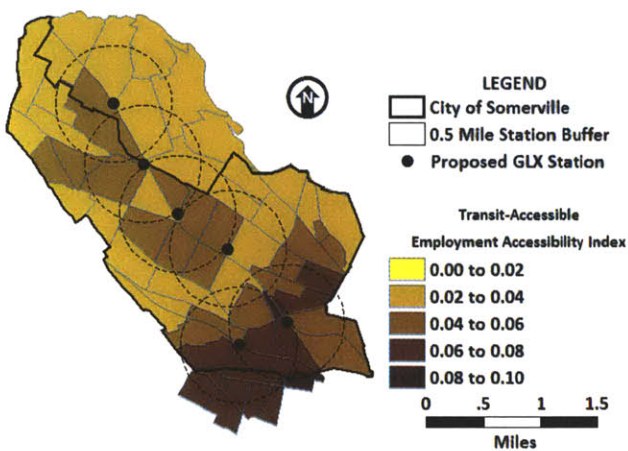 N
LEGEND
City of Somerville
0.5 Mile Station Buffer
Proposed GLX Station
Transit-Accessible
Employment Accessibility Index
0.00 to 0.02
0.02 to 0.04
0.04 to 0.06
0.06 to 0.08
0.08 to 0.10
0 .5 1 1.5
Miles